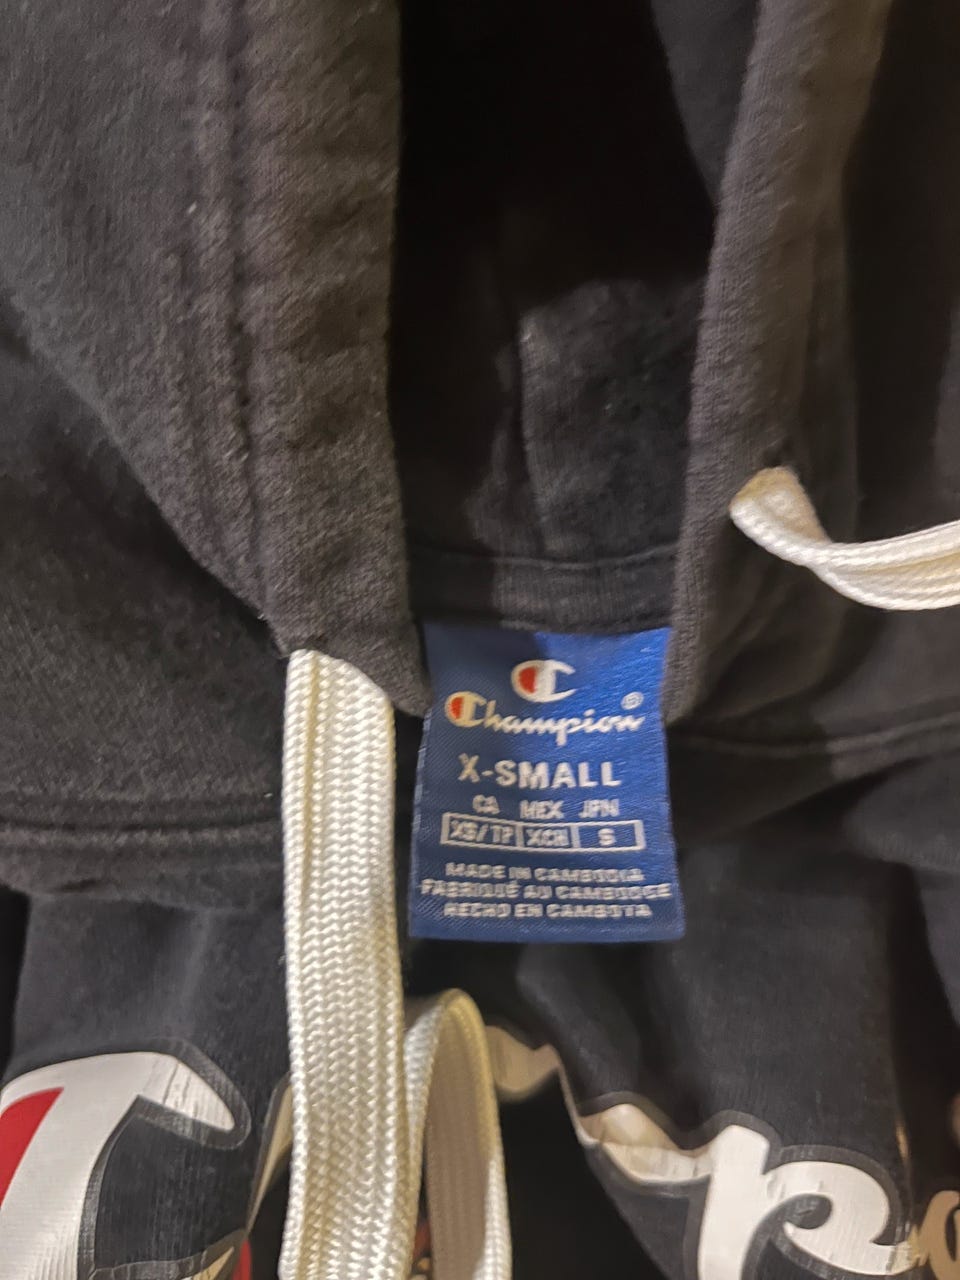 Champion®
X-SMALL
CA MEX JPN
XS/TP XCH S
MADE IN CAMBODIA
FABRIQUÉ AU CAMBODGE
HECHO EN CAMBOYA